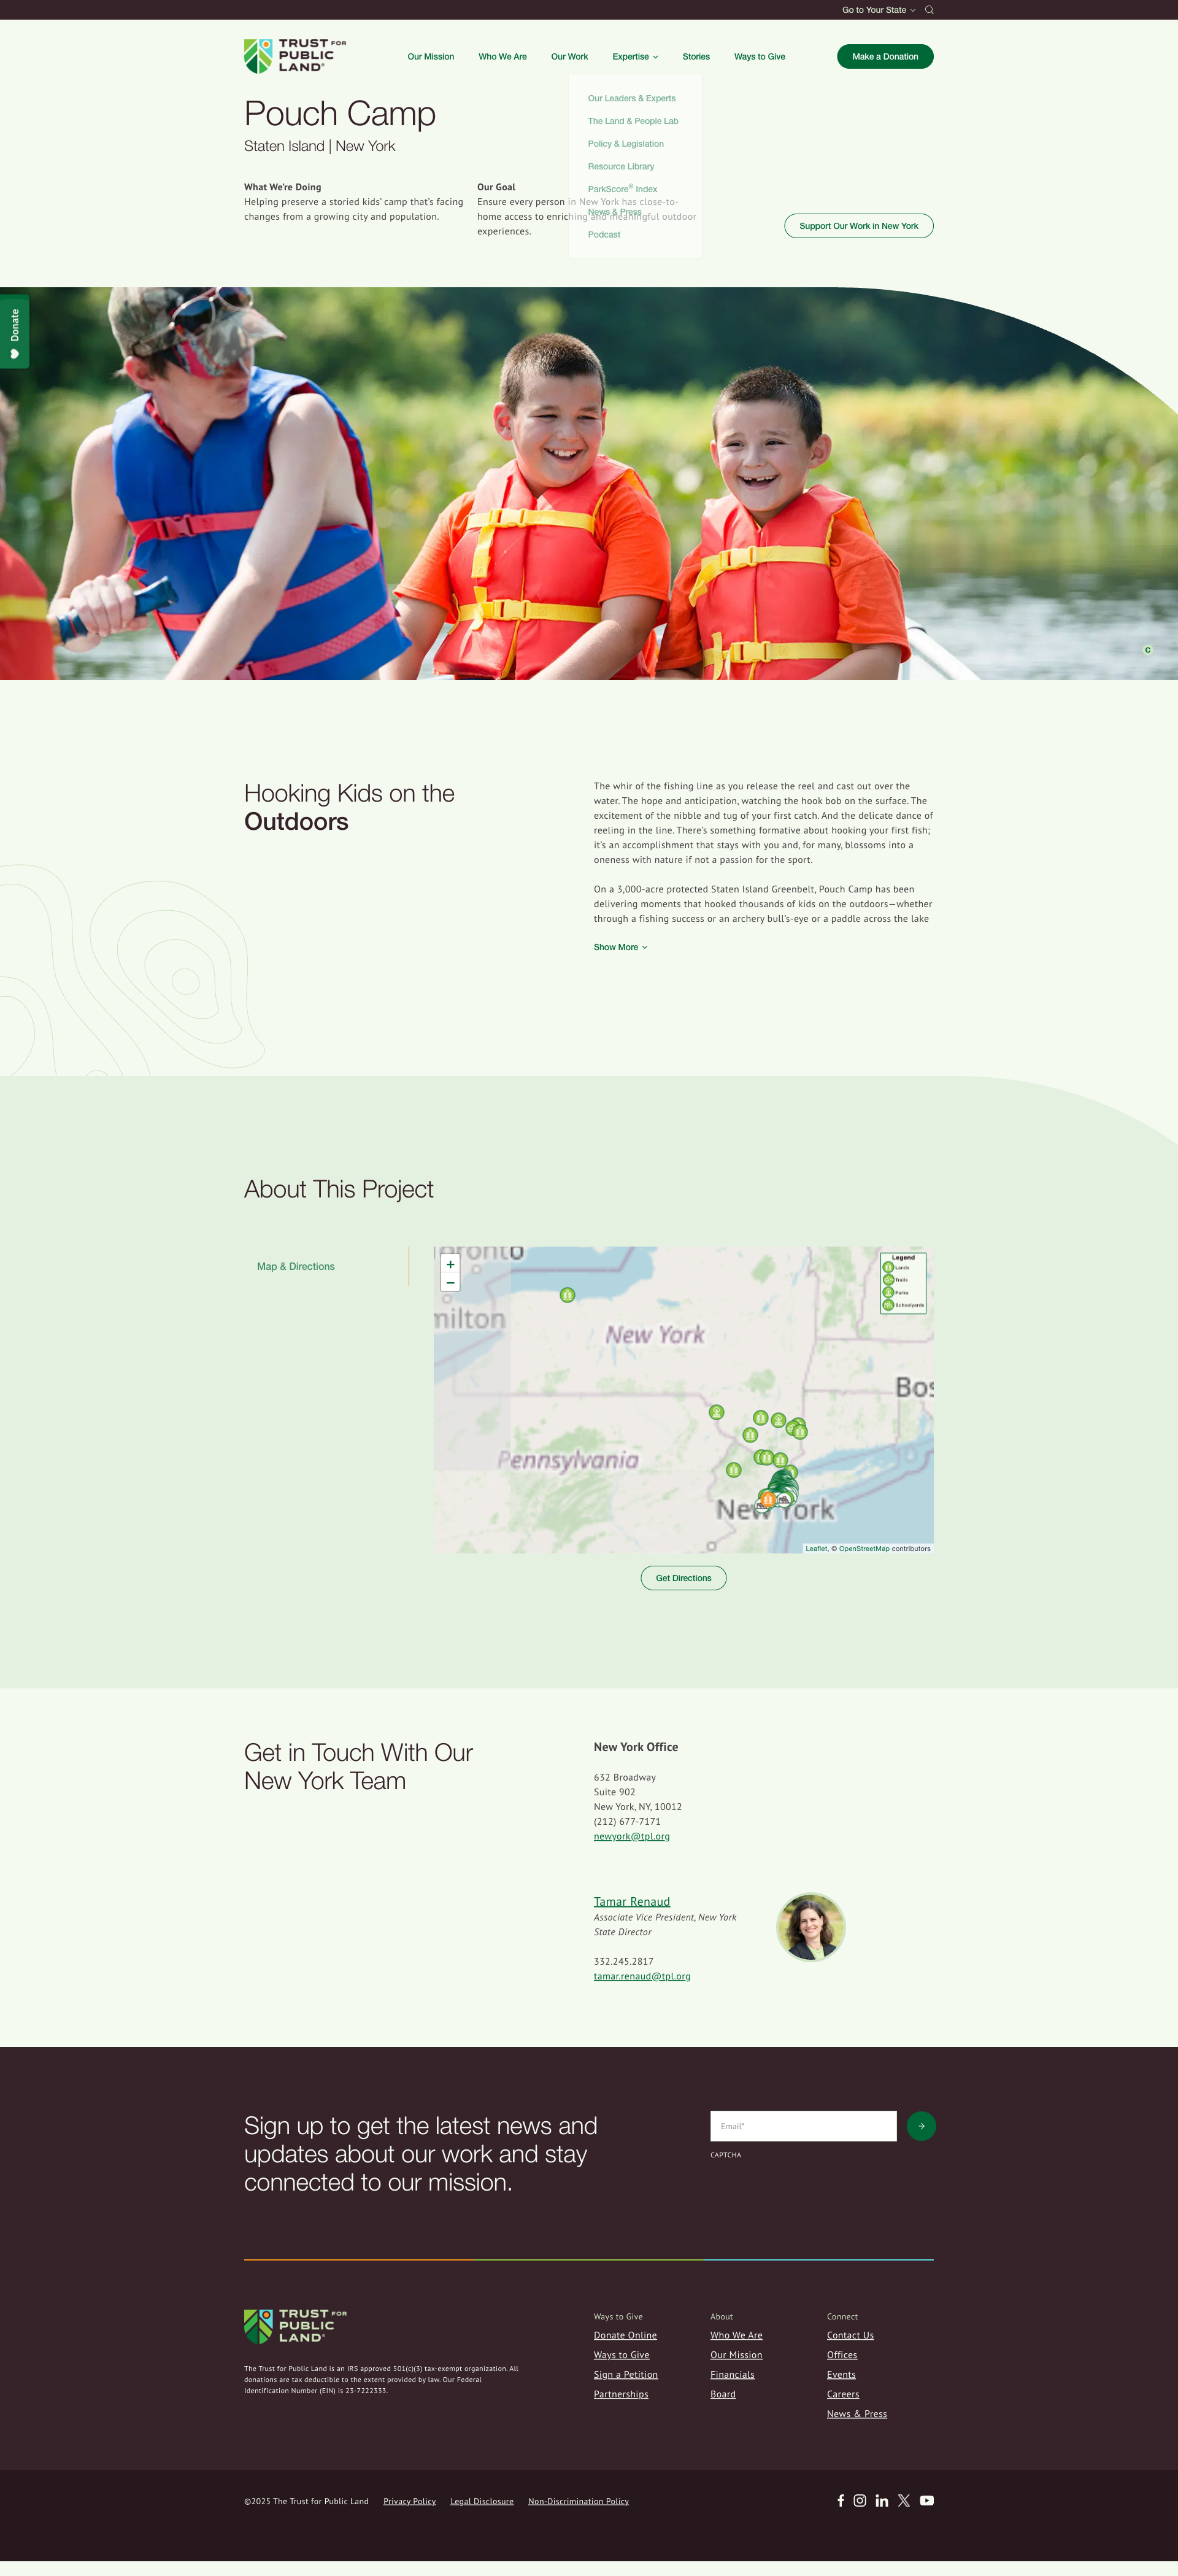 Go to Your State
TRUST FOR
PUBLIC
LAND®
Our Mission
Who We Are
Our Work
Expertise
Stories
Ways to Give
Make a Donation
Our Leaders & Experts
The Land & People Lab
Policy & Legislation
Resource Library
ParkScore® Index
News & Press
Podcast
Pouch Camp
Staten Island | New York
What We're Doing
Helping preserve a storied kids' camp that's facing
changes from a growing city and population.
Our Goal
Ensure every person in New York has close-to-
home access to enriching and meaningful outdoor
experiences.
Support Our Work in New York
Donate
C
Hooking Kids on the
Outdoors
The whir of the fishing line as you release the reel and cast out over the
water. The hope and anticipation, watching the hook bob on the surface. The
excitement of the nibble and tug of your first catch. And the delicate dance of
reeling in the line. There's something formative about hooking your first fish;
it's an accomplishment that stays with you and, for many, blossoms into a
oneness with nature if not a passion for the sport.
On a 3,000-acre protected Staten Island Greenbelt, Pouch Camp has been
delivering moments that hooked thousands of kids on the outdoors—whether
through a fishing success or an archery bull's-eye or a paddle across the lake
Show More
About This Project
Map & Directions
+
−
Legend
Lands
Trails
Parks
Schoolyards
New York
Pennsylvania
New York
Leaflet, © OpenStreetMap contributors
Get Directions
Get in Touch With Our
New York Team
New York Office
632 Broadway
Suite 902
New York, NY, 10012
(212) 677-7171
newyork@tpl.org
Tamar Renaud
Associate Vice President, New York
State Director
332.245.2817
tamar.renaud@tpl.org
Sign up to get the latest news and
updates about our work and stay
connected to our mission.
Email*
CAPTCHA
TRUST FOR
PUBLIC
LAND®
The Trust for Public Land is an IRS approved 501(c)(3) tax-exempt organization. All
donations are tax deductible to the extent provided by law. Our Federal
Identification Number (EIN) is 23-7222333.
Ways to Give
Donate Online
Ways to Give
Sign a Petition
Partnerships
About
Who We Are
Our Mission
Financials
Board
Connect
Contact Us
Offices
Events
Careers
News & Press
©2025 The Trust for Public Land
Privacy Policy
Legal Disclosure
Non-Discrimination Policy